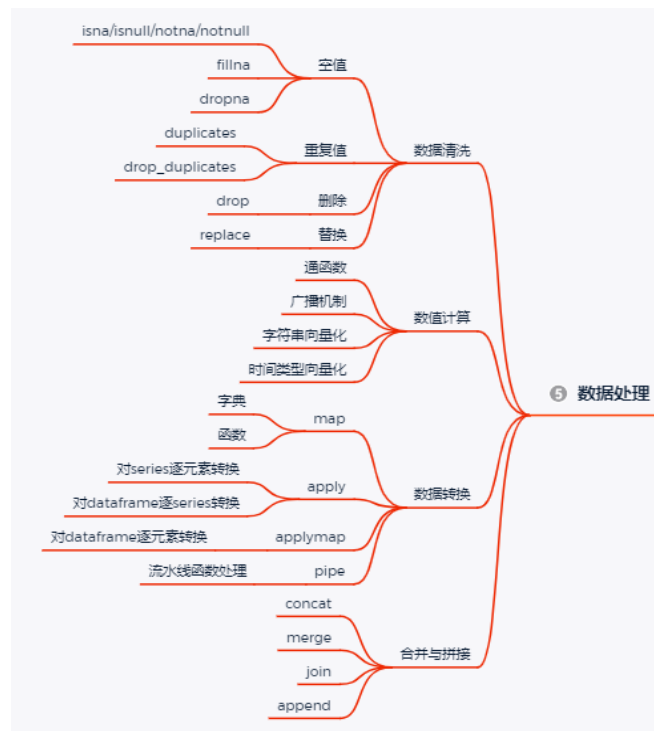 isna/isnull/notna/notnull
fillna
空值
dropna
duplicates
重复值
数据清洗
drop_duplicates
drop
删除
replace
替换
通函数
广播机制
数值计算
字符串向量化
时间类型向量化
5 数据处理
字典
map
函数
对series逐元素转换
apply
数据转换
对dataframe逐series转换
对dataframe逐元素转换
applymap
流水线函数处理
pipe
concat
merge
合并与拼接
join
append